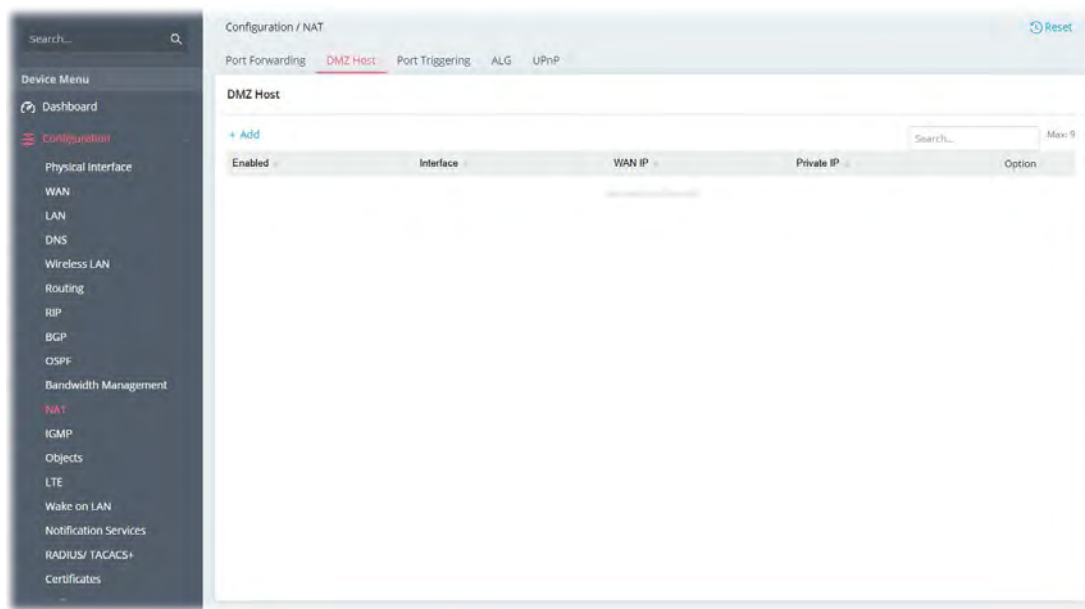 Search...
Device Menu
Dashboard
Configuration
Physical Interface
WAN
LAN
DNS
Wireless LAN
Routing
RIP
BGP
OSPF
Bandwidth Management
NAT
IGMP
Objects
LTE
Wake on LAN
Notification Services
RADIUS/ TACACS+
Certificates
Configuration / NAT
Reset
Port Forwarding DMZ Host Port Triggering ALG UPnP
DMZ Host
+ Add
Search... Max: 9
Enabled Interface WAN IP Private IP Option